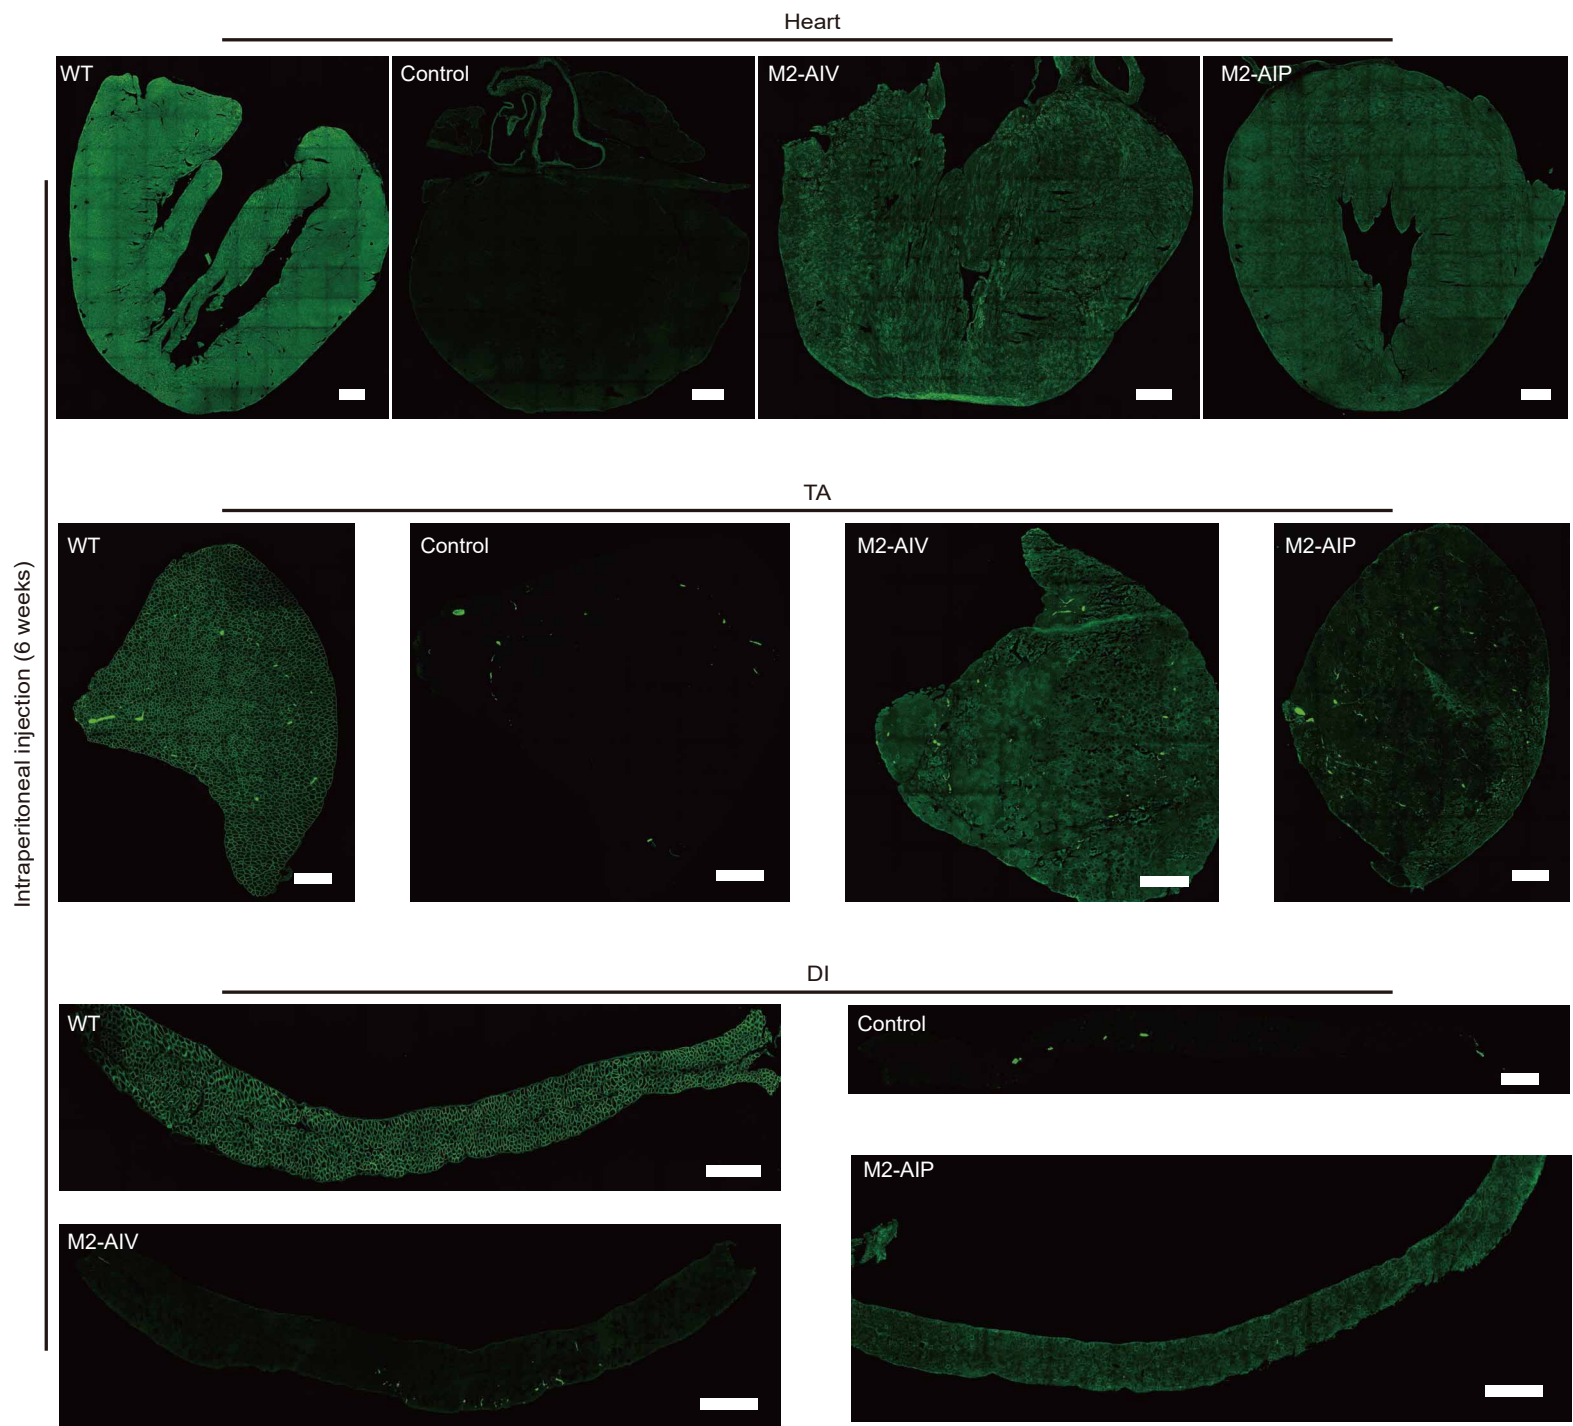 Heart
WT
Control
M2-AIV
M2-AIP
Intraperitoneal injection (6 weeks)
TA
WT
Control
M2-AIV
M2-AIP
DI
WT
Control
M2-AIV
M2-AIP